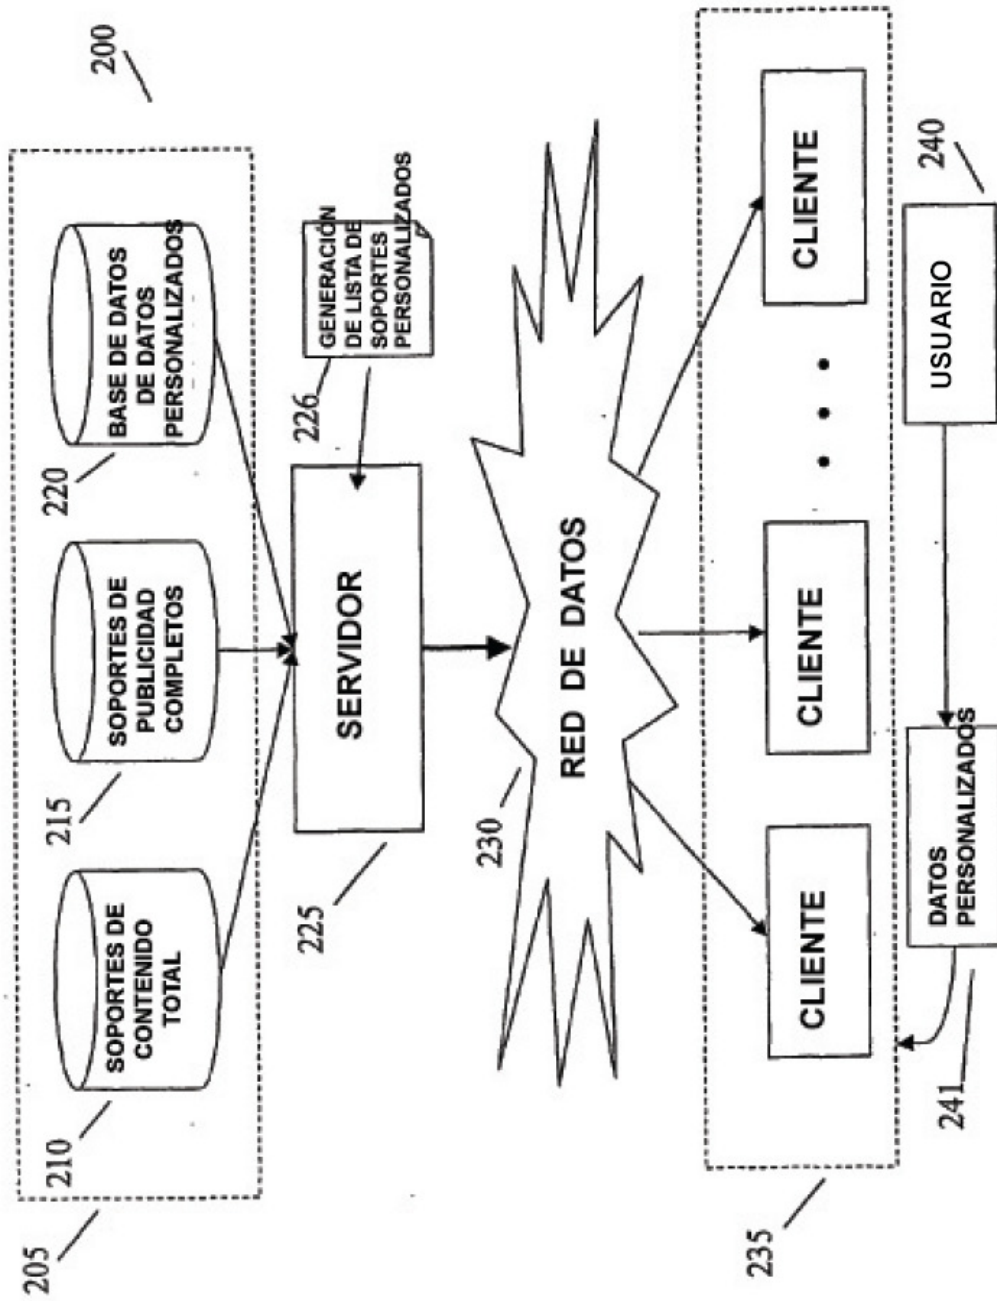 200
205
210
SOPORTES DE
CONTENIDO
TOTAL
215
SOPORTES DE
PUBLICIDAD
COMPLETOS
220
BASE DE DATOS
DE DATOS
PERSONALIZADOS
225
SERVIDOR
226
GENERACIÓN
DE LISTA DE
SOPORTES
PERSONALIZADOS
230
RED DE DATOS
235
CLIENTE
CLIENTE
CLIENTE
241
DATOS
PERSONALIZADOS
USUARIO
240